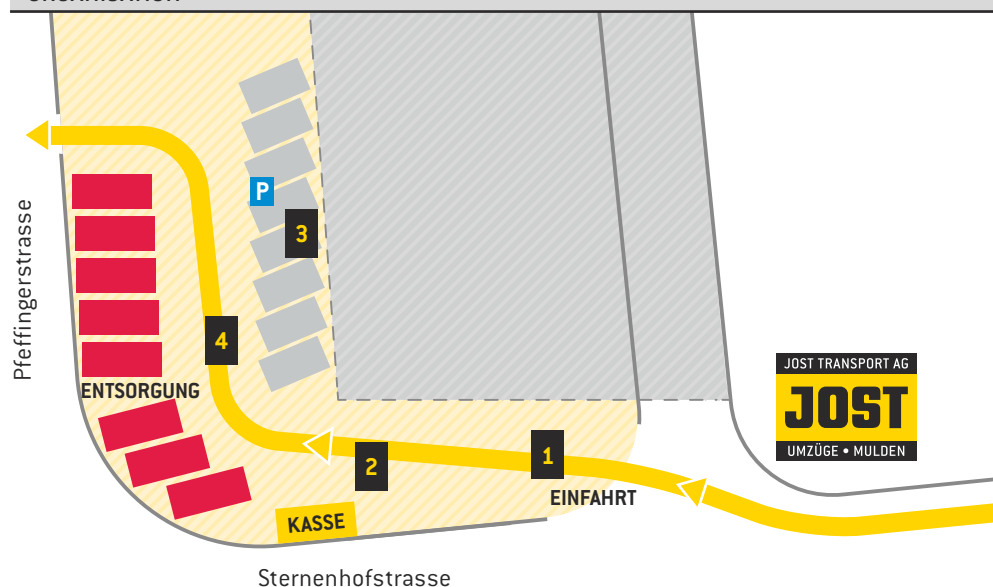 P
3
Pfeffingerstrasse
4
ENTSORGUNG
JOST TRANSPORT AG
JOST
UMZÜGE • MULDEN
1
2
EINFAHRT
KASSE
Sternenhofstrasse